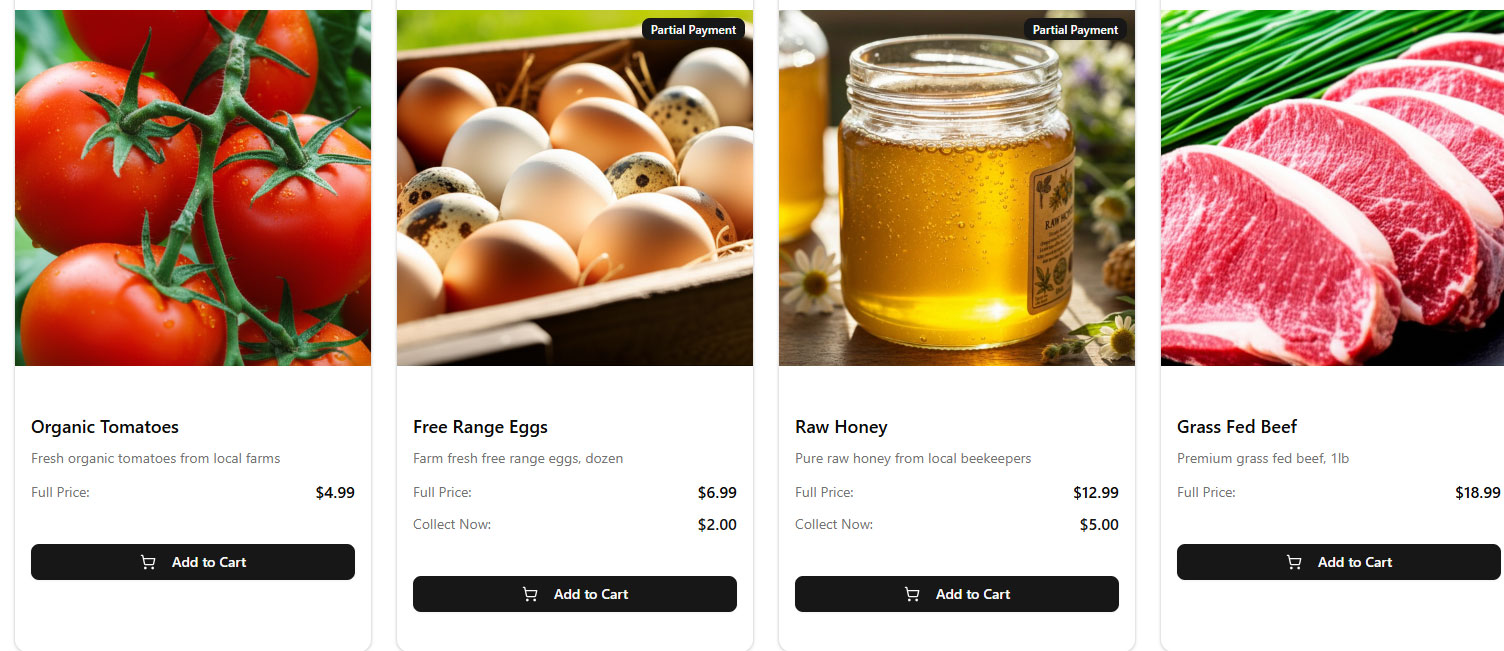 Partial Payment
Partial Payment
RAW HONEY
Organic Tomatoes
Fresh organic tomatoes from local farms
Full Price: $4.99
Add to Cart
Free Range Eggs
Farm fresh free range eggs, dozen
Full Price: $6.99
Collect Now: $2.00
Add to Cart
Raw Honey
Pure raw honey from local beekeepers
Full Price: $12.99
Collect Now: $5.00
Add to Cart
Grass Fed Beef
Premium grass fed beef, 1lb
Full Price: $18.99
Add to Cart